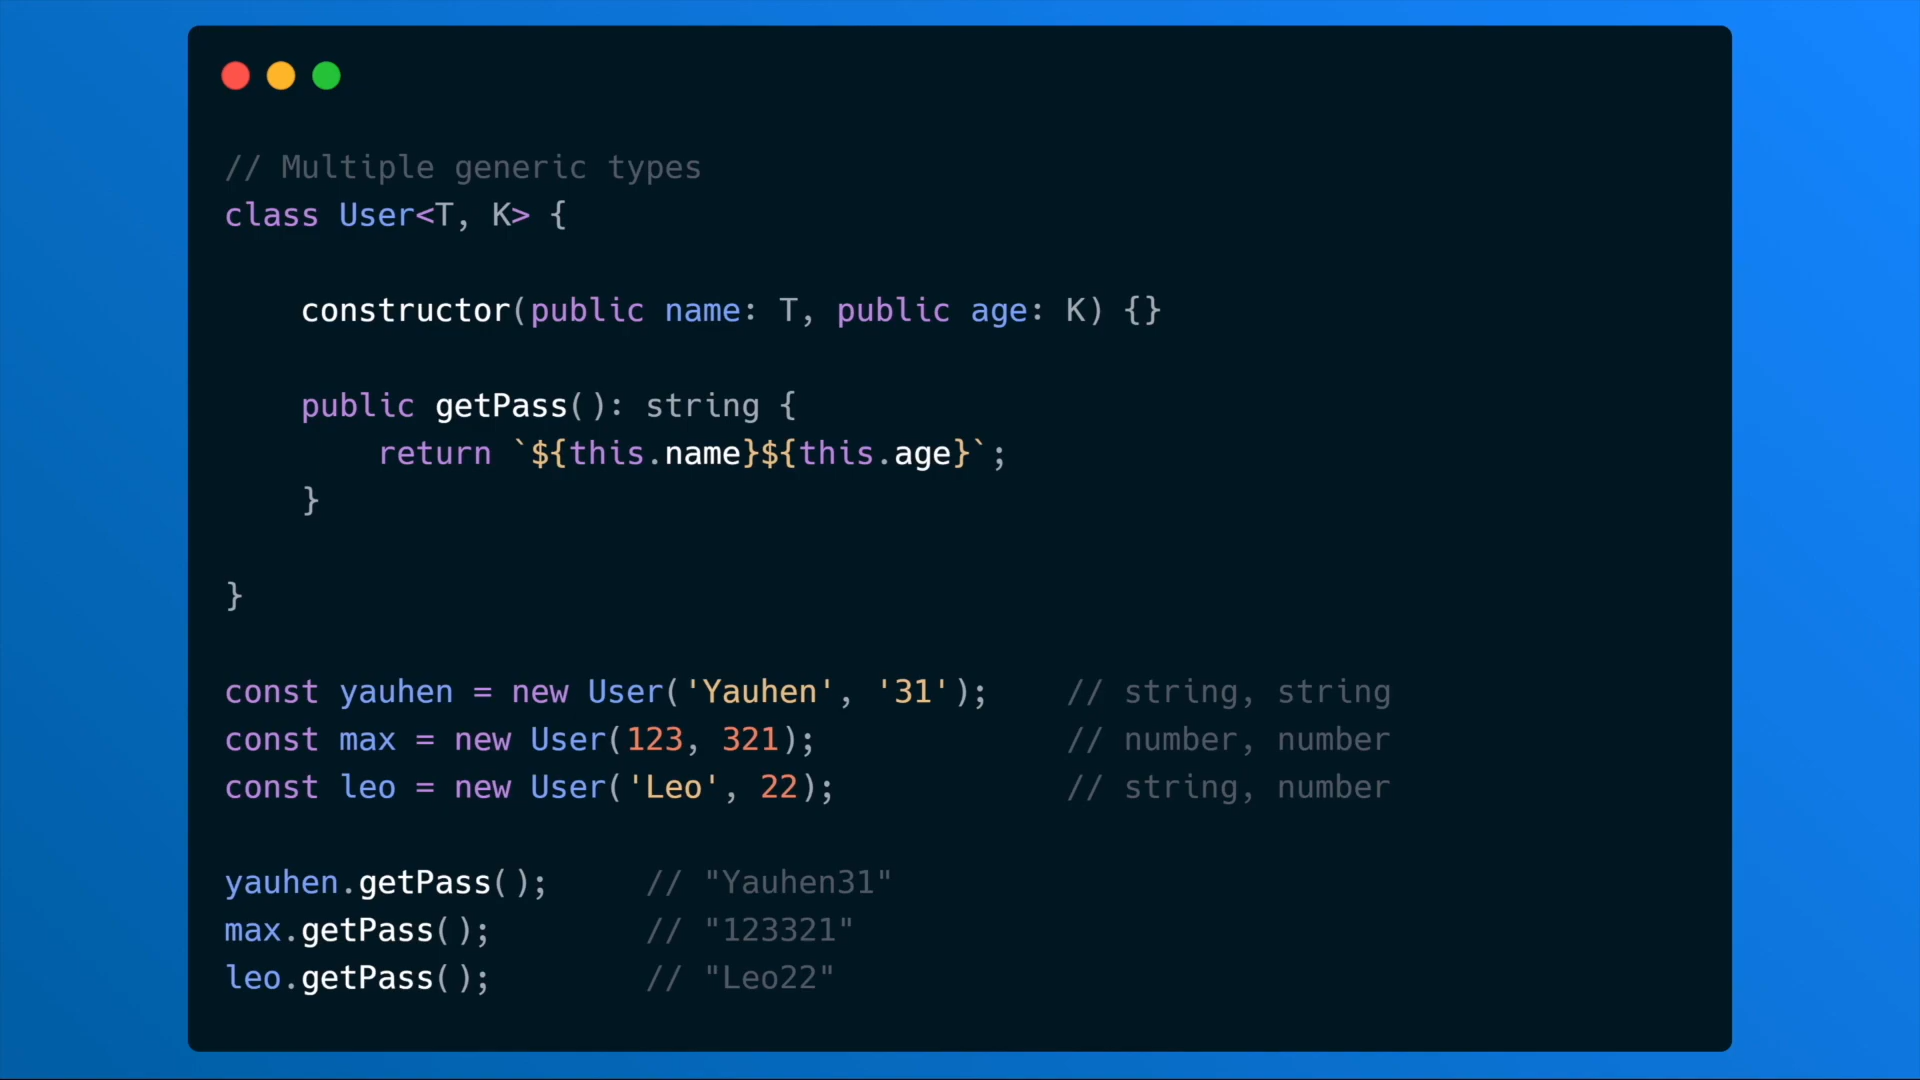 // Multiple generic types
class User<T, K> {
constructor(public name: T, public age: K) {}
public getPass(): string {
return `${this.name}${this.age}`;
}
}
const yauhen = new User('Yauhen', '31');    // string, string
const max = new User(123, 321);             // number, number
const leo = new User('Leo', 22);            // string, number
yauhen.getPass();     // "Yauhen31"
max.getPass();        // "123321"
leo.getPass();        // "Leo22"